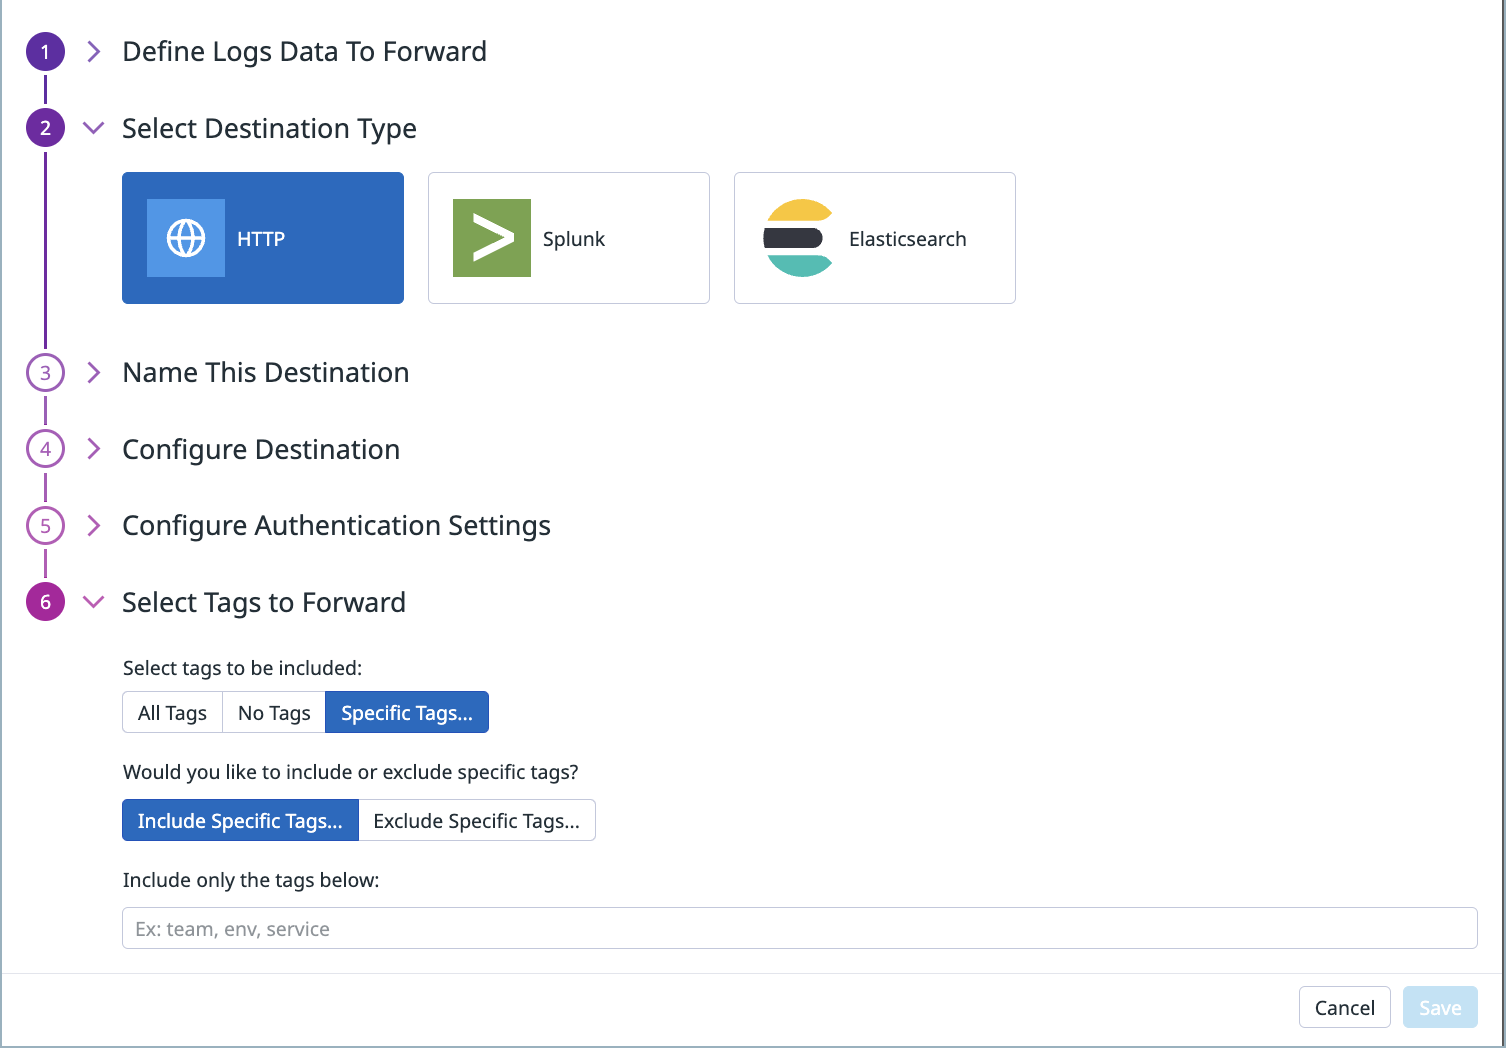 1 Define Logs Data To Forward
2 Select Destination Type
HTTP Splunk Elasticsearch
3 Name This Destination
4 Configure Destination
5 Configure Authentication Settings
6 Select Tags to Forward
Select tags to be included:
All Tags No Tags Specific Tags...
Would you like to include or exclude specific tags?
Include Specific Tags... Exclude Specific Tags...
Include only the tags below:
Ex: team, env, service
Cancel Save